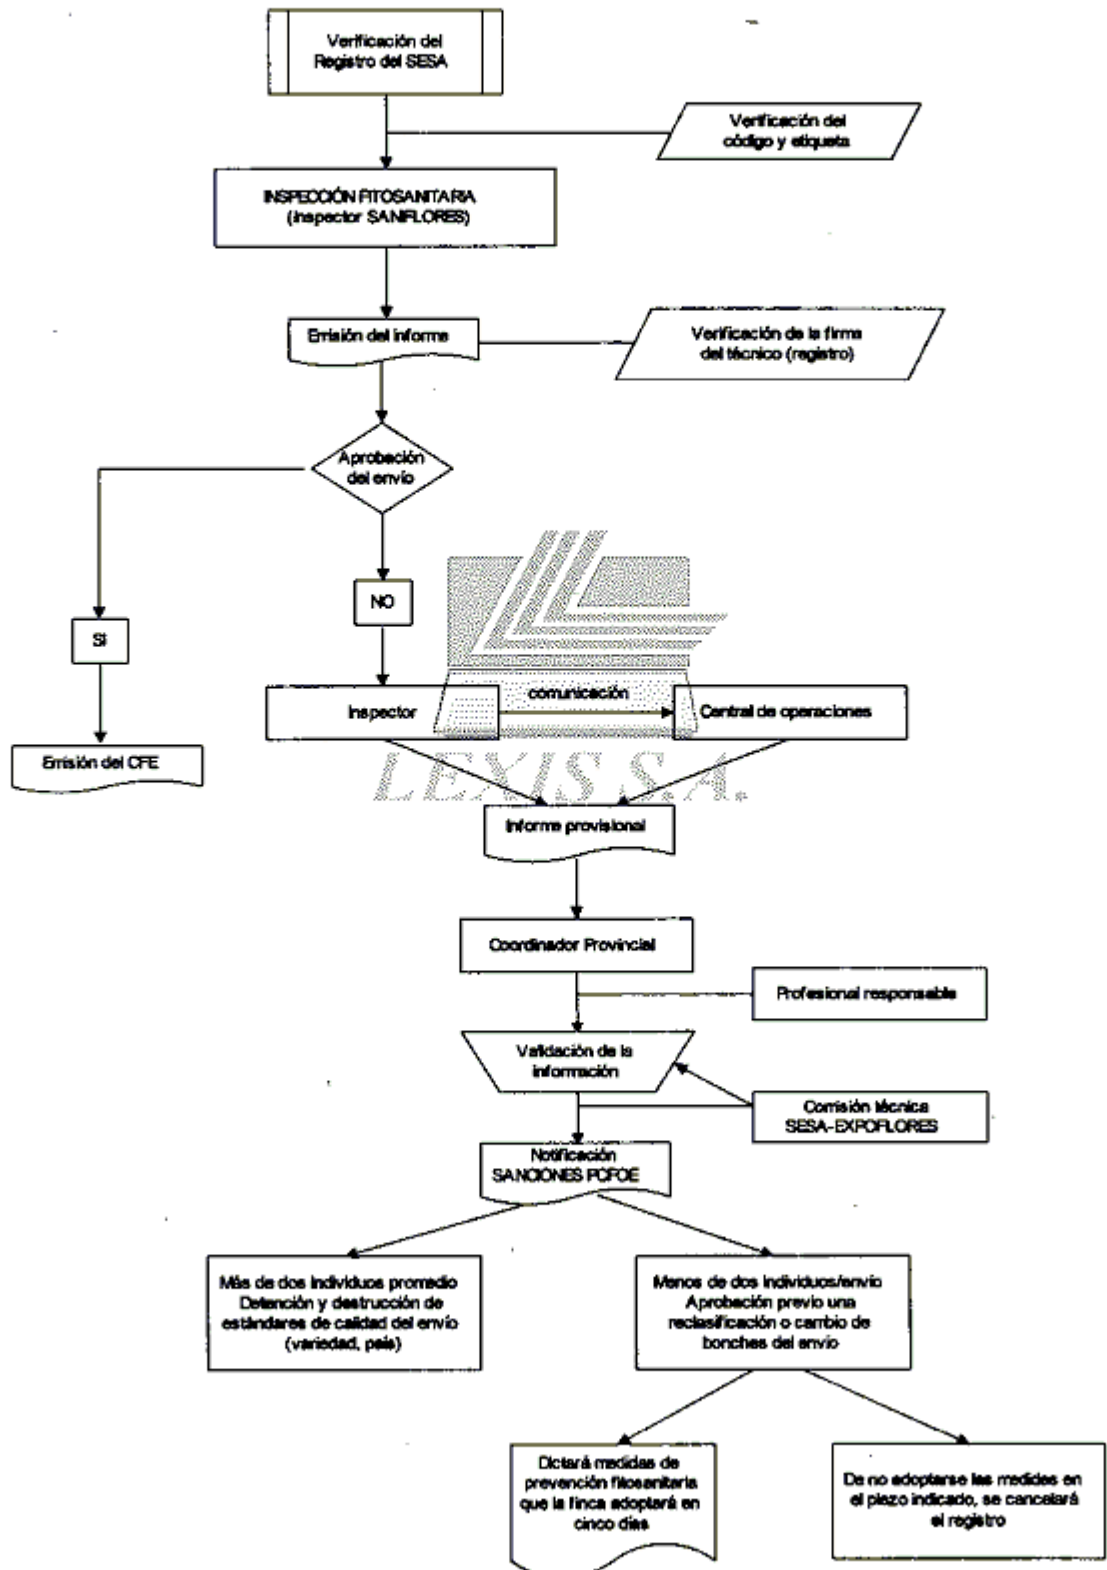 Verificación del
Registro del SESA
Verificación del
código y etiqueta
INSPECCIÓN FITOSANITARIA
(Inspector SANIFLORES)
Emisión del informe
Verificación de la firma
del técnico (registro)
Aprobación
del envío
NO
SI
Inspector
comunicación
Central de operaciones
Emisión del CFE
LEXIS S.A.
Informe provisional
Coordinador Provincial
Profesional responsable
Validación de la
información
Comisión técnica
SESA-EXPOFLORES
Notificación
SANCIONES PCFOE
Más de dos individuos promedio
Detención y destrucción de
estándares de calidad del envío
(variedad, país)
Menos de dos individuos/envío
Aprobación previo una
reclasificación o cambio de
bonches del envío
Dictará medidas de
prevención fitosanitaria
que la finca adoptará en
cinco días
De no adoptarse las medidas en
el plazo indicado, se cancelará
el registro